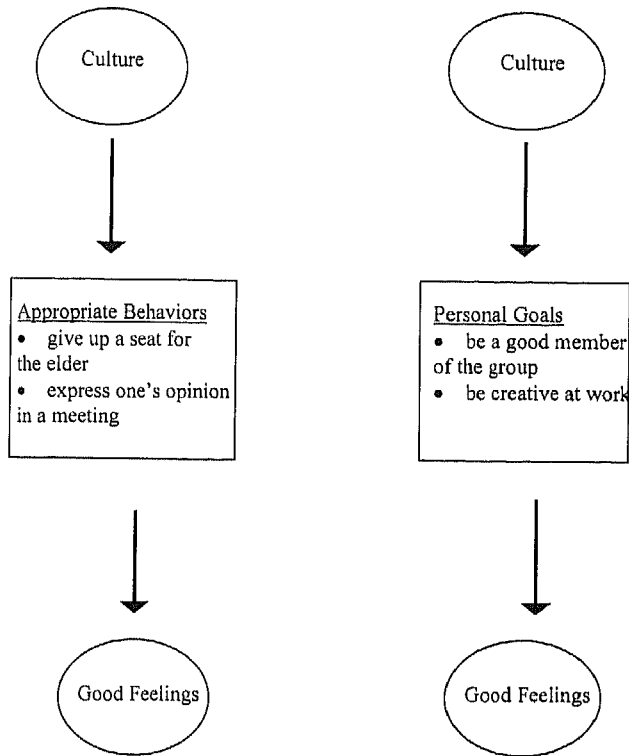 Culture
Appropriate Behaviors
• give up a seat for
the elder
• express one's opinion
in a meeting
Good Feelings
Culture
Personal Goals
• be a good member
of the group
• be creative at work
Good Feelings